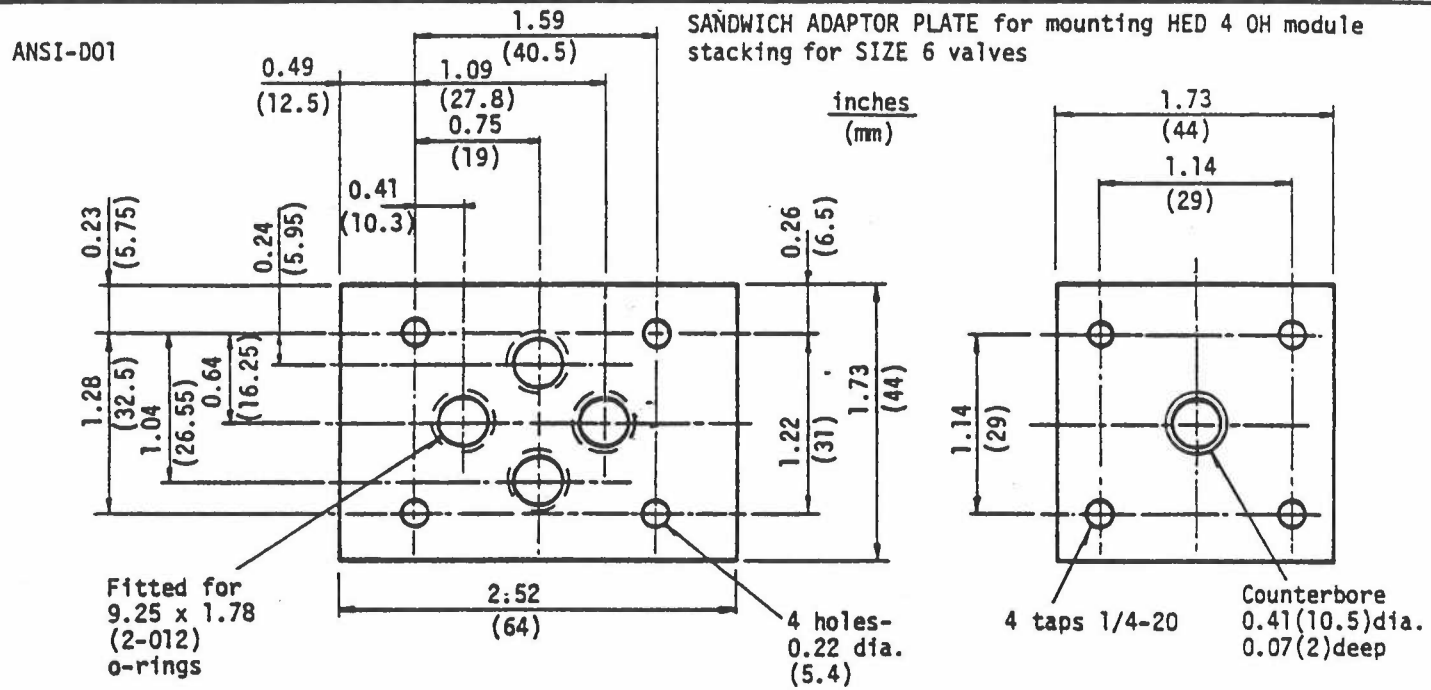 SANDWICH ADAPTOR PLATE for mounting HED 4 OH module
stacking for SIZE 6 valves
ANSI-D01
inches
(mm)
1.59
(40.5)
0.49
(12.5)
1.09
(27.8)
0.75
(19)
0.41
(10.3)
0.23
(5.75)
0.24
(5.95)
0.26
(6.5)
1.28
(32.5)
1.04
(26.55)
0.64
(16.25)
1.22
(31)
1.73
(44)
2:52
(64)
Fitted for
9.25 x 1.78
(2-012)
o-rings
4 holes-
0.22 dia.
(5.4)
1.73
(44)
1.14
(29)
1.14
(29)
4 taps 1/4-20
Counterbore
0.41(10.5)dia.
0.07(2)deep